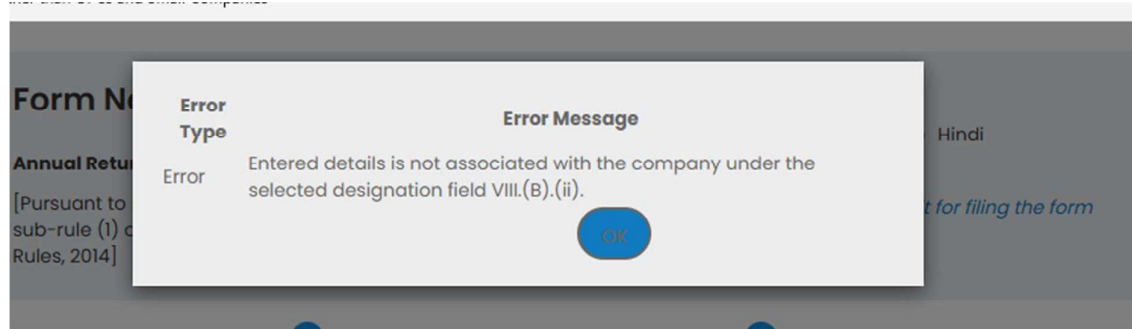 Form N
Error
Type
Error Message
Hindi
Annual Retu
Error
Entered details is not associated with the company under the
selected designation field VIII.(B).(ii).
[Pursuant to
sub-rule (1)
Rules, 2014]
t for filing the form
OK